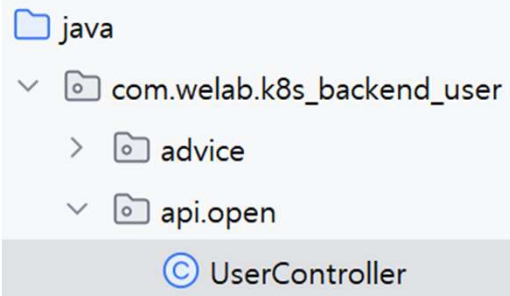 java
com.welab.k8s_backend_user
advice
api.open
UserController